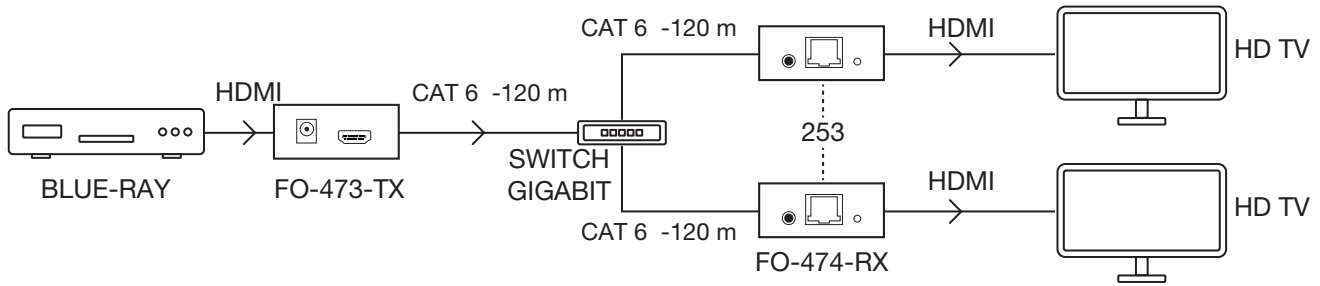 CAT 6 -120 m
HDMI
HD TV
HDMI
CAT 6 -120 m
253
BLUE-RAY
FO-473-TX
SWITCH
GIGABIT
HDMI
HD TV
CAT 6 -120 m
FO-474-RX